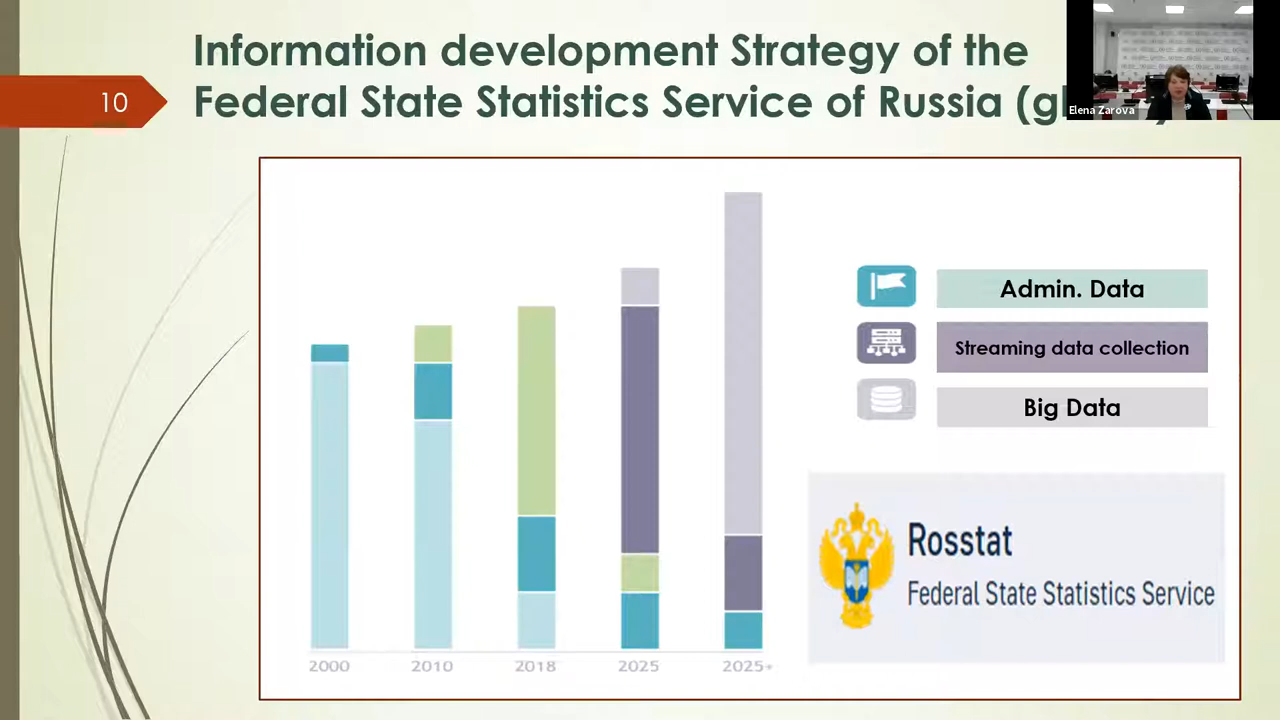 Information development Strategy of the
10
Federal State Statistics Service of Russia
Elena Zarova
Admin. Data
Streaming data collection
Big Data
Rosstat
Federal State Statistics Service
2000 2010 2018 2025 2025+